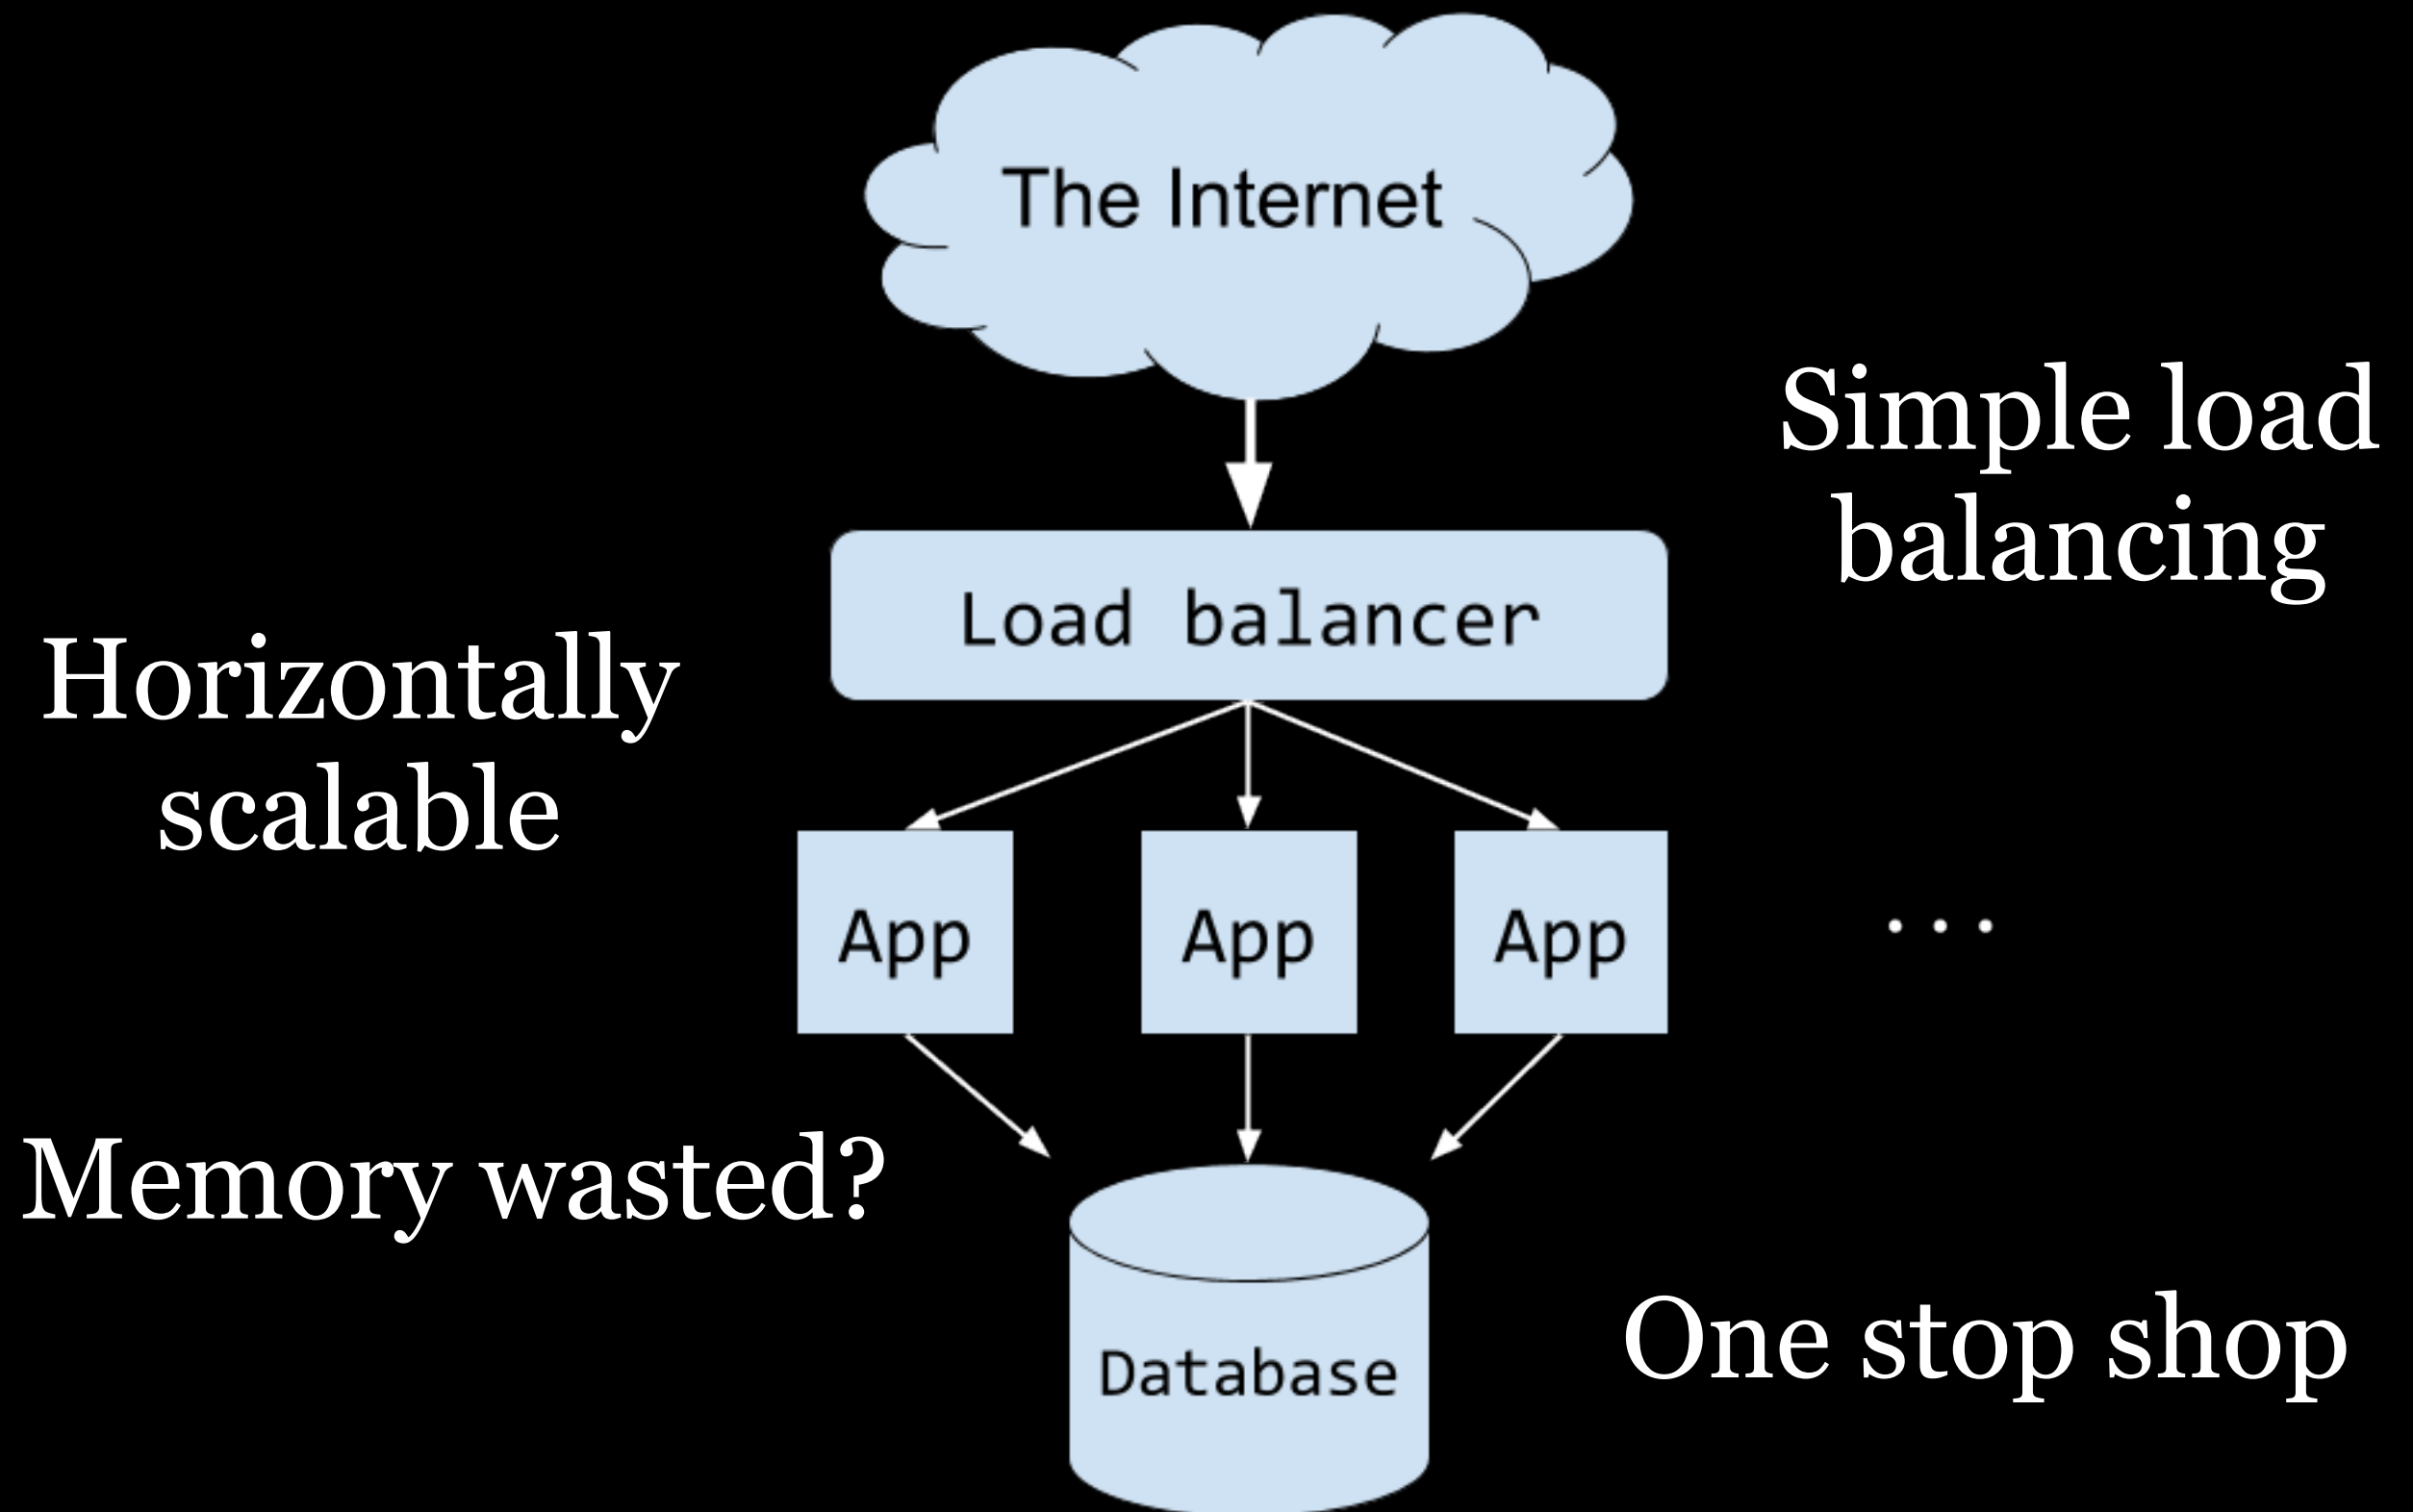 The Internet
Simple load
balancing
Load balancer
Horizontally
scalable
App
App
App
...
Memory wasted?
Database
One stop shop